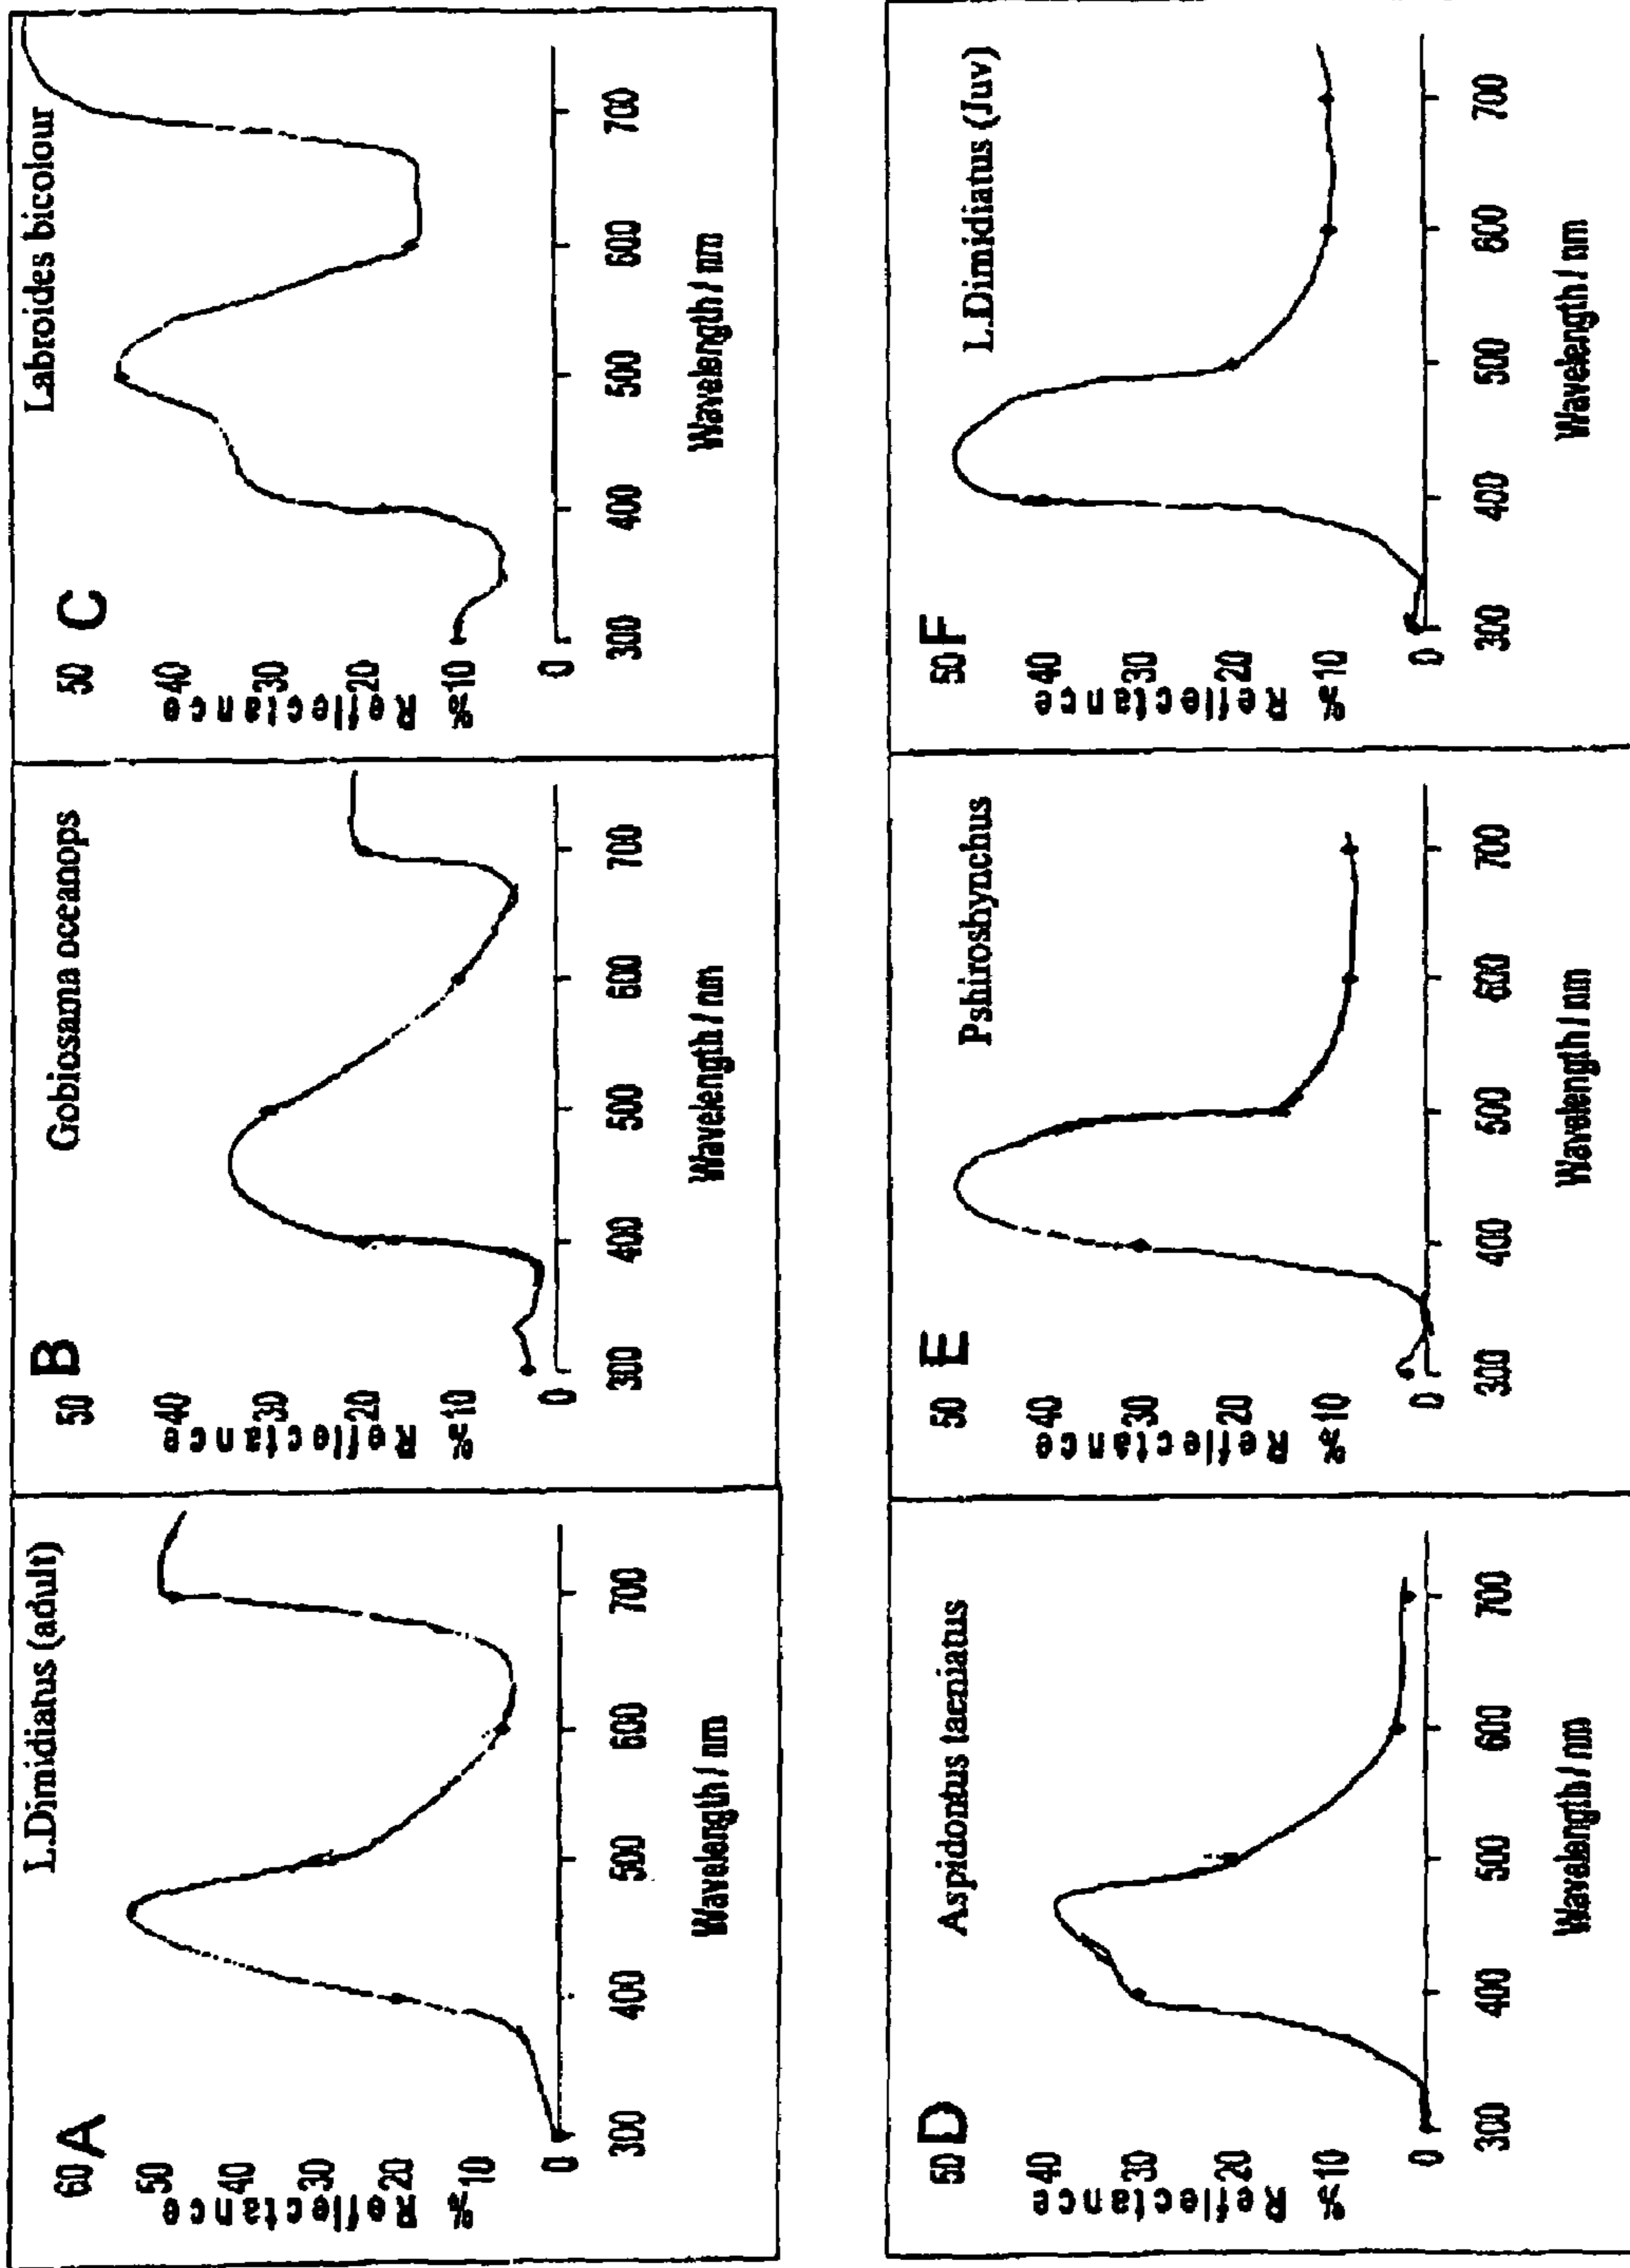 A
L.Dimidiatus (adult)
% Reflectance
60
50
40
30
20
10
0
300 400 500 600 700
Wavelength / nm
B
Gobiosama oceanops
% Reflectance
50
40
30
20
10
0
300 400 500 600 700
Wavelength / nm
C
Labroides bicolour
% Reflectance
50
40
30
20
10
0
300 400 500 600 700
Wavelength / nm
D
Aspidontus taeniatus
% Reflectance
50
40
30
20
10
0
300 400 500 600 700
Wavelength / nm
E
Pshiroshynchus
% Reflectance
50
40
30
20
10
0
300 400 500 600 700
Wavelength / nm
F
L.Dimidiatus (Juv)
% Reflectance
50
40
30
20
10
0
300 400 500 600 700
Wavelength / nm